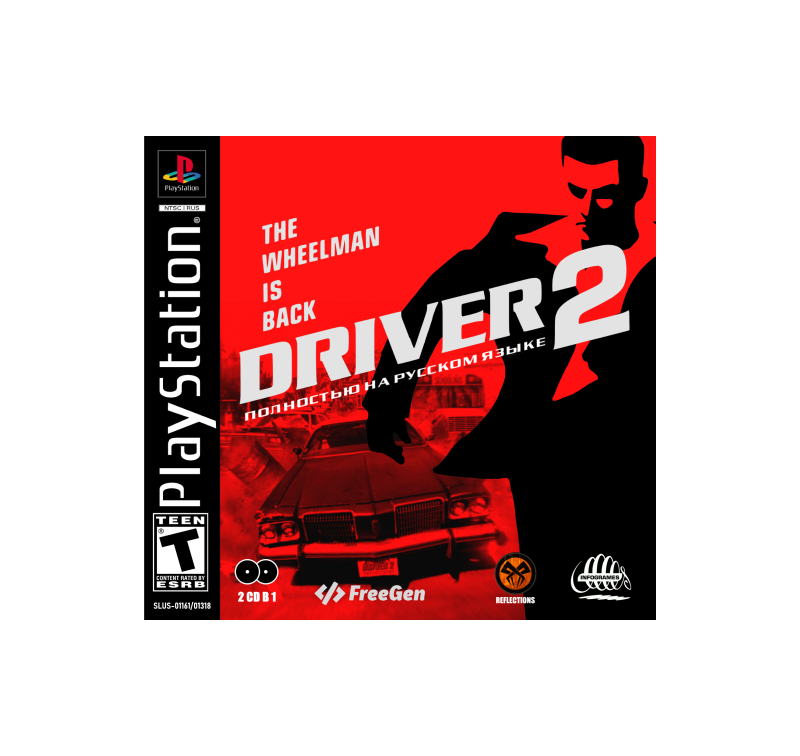 PlayStation
NTSC | RUS
PlayStation®
THE
WHEELMAN
IS
BACK
DRIVER 2
ПОЛНОСТЬЮ НА РУССКОМ ЯЗЫКЕ
TEEN
T
®
CONTENT RATED BY
ESRB
SLUS-01161/01318
2 CD В 1
FreeGen
REFLECTIONS
INFOGRAMES